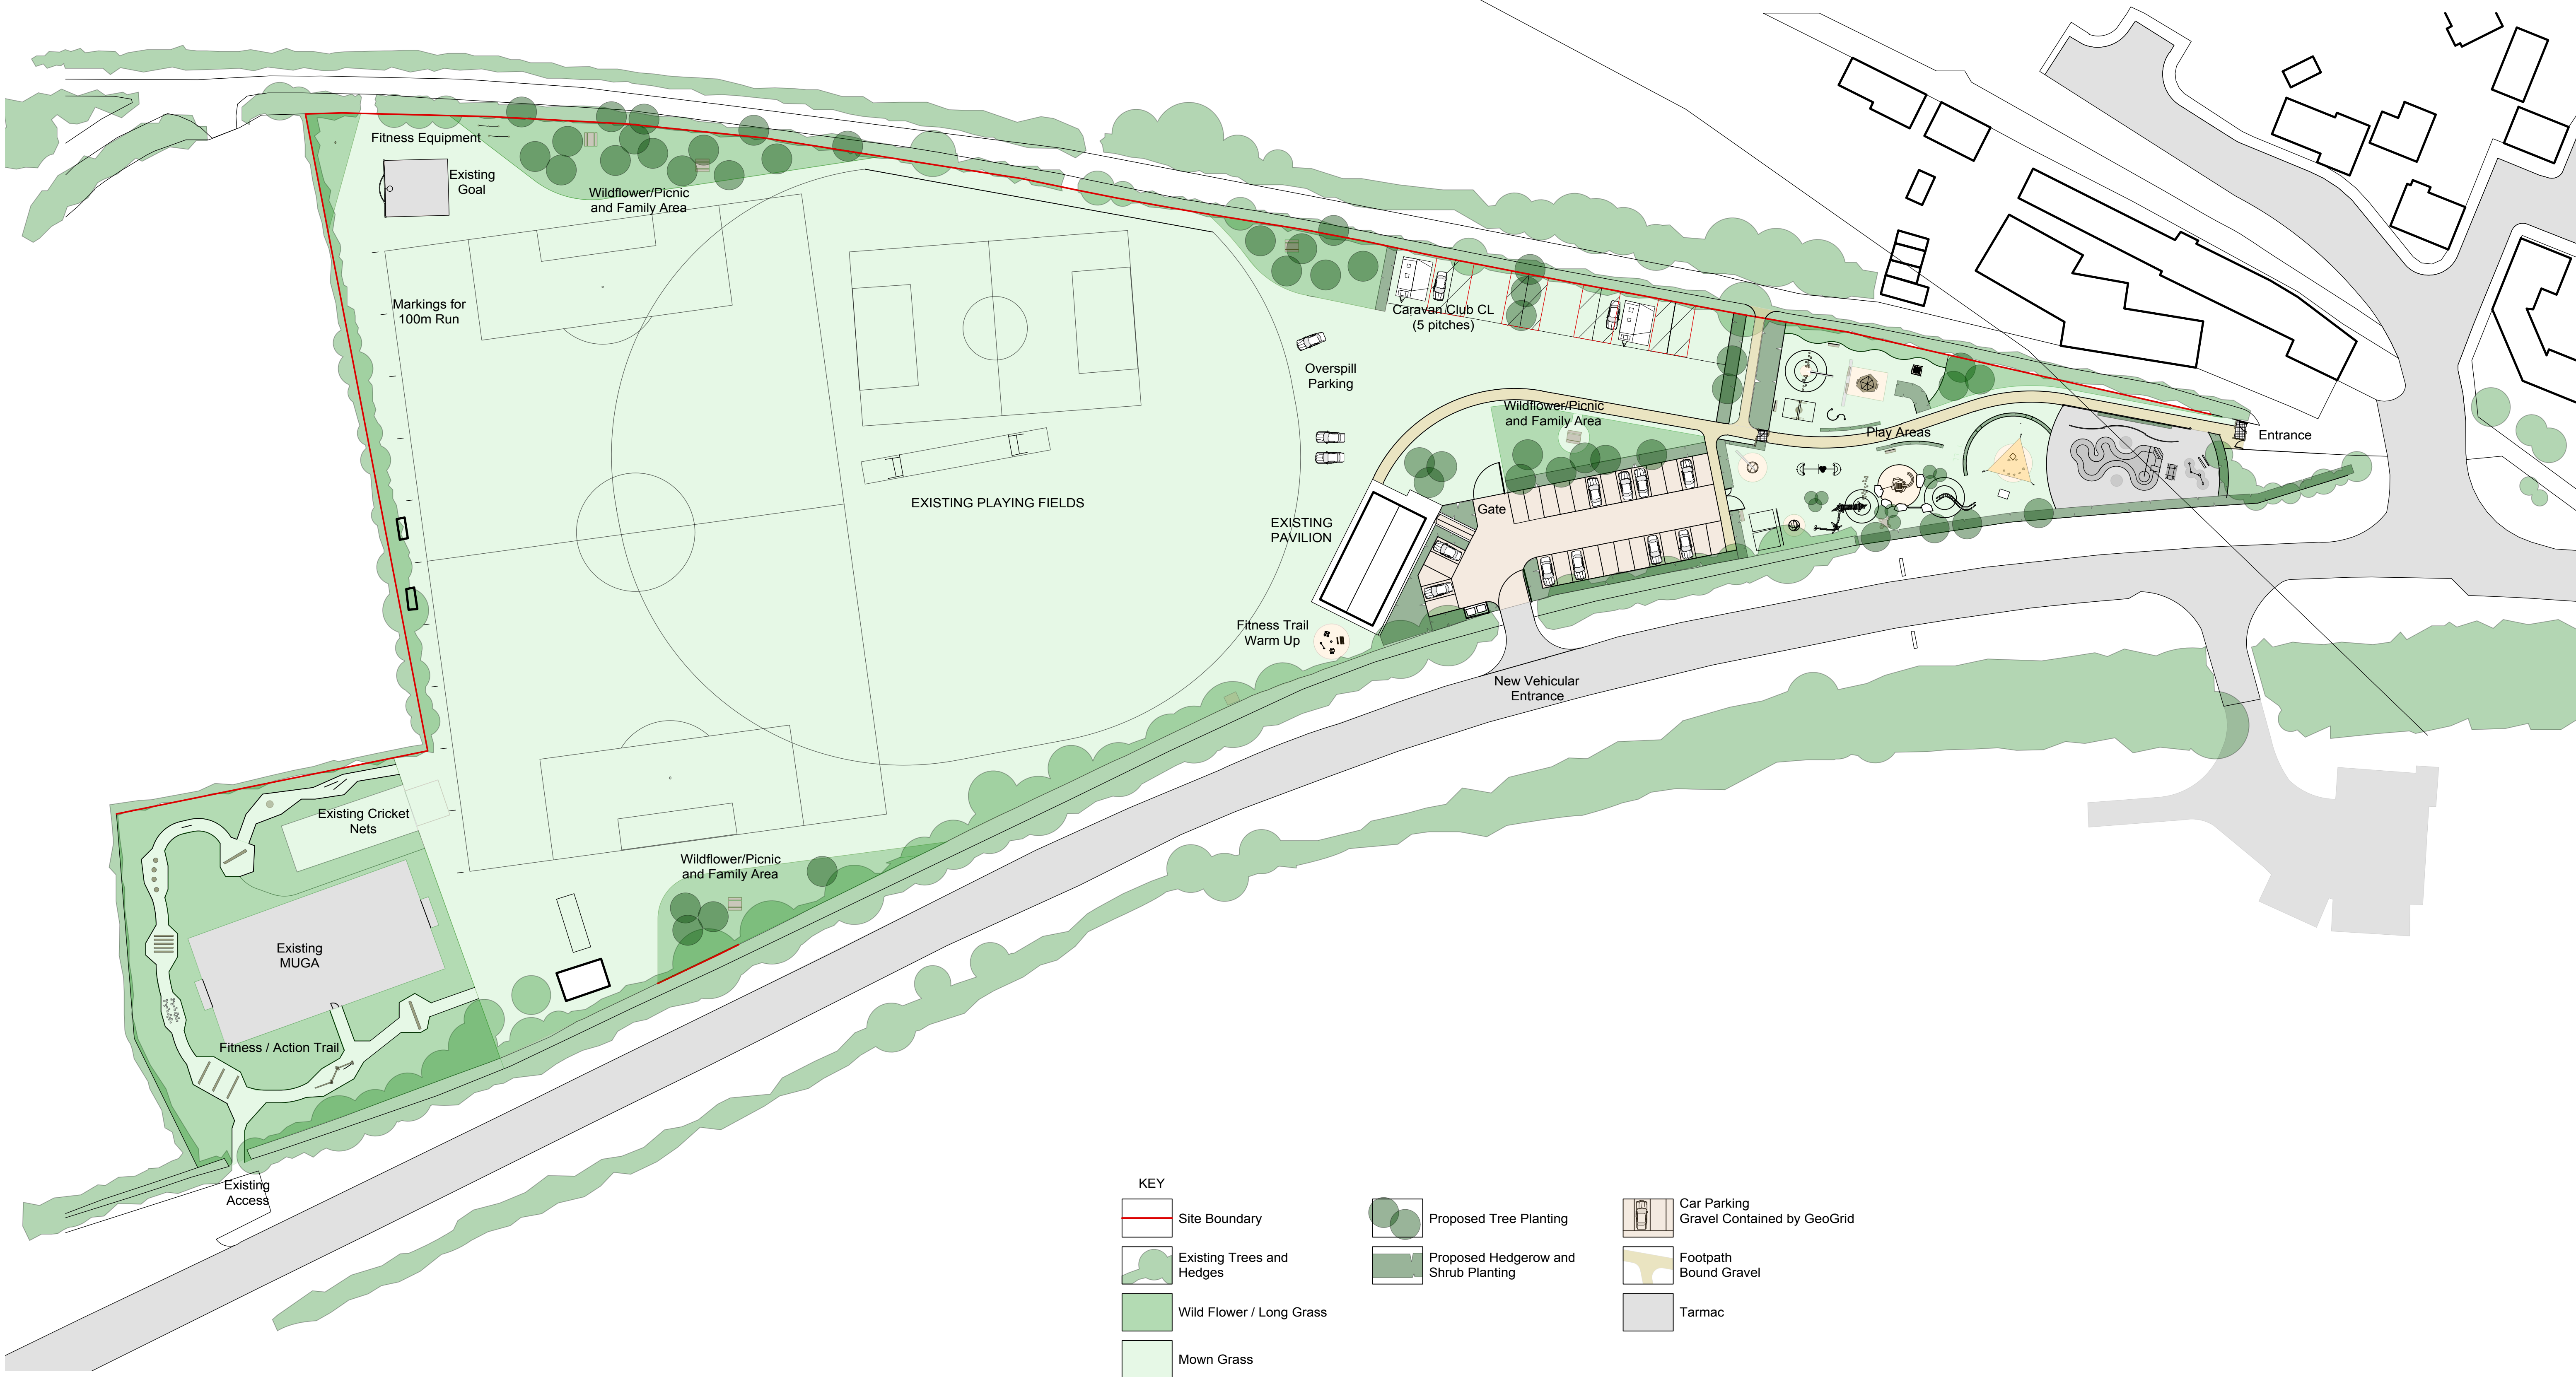 Fitness Equipment
Existing
Goal
Wildflower/Picnic
and Family Area
Markings for
100m Run
Caravan Club CL
(5 pitches)
Overspill
Parking
Wildflower/Picnic
and Family Area
Play Areas
Entrance
EXISTING PLAYING FIELDS
EXISTING
PAVILION
Gate
Fitness Trail
Warm Up
New Vehicular
Entrance
Existing Cricket
Nets
Wildflower/Picnic
and Family Area
Existing
MUGA
Fitness / Action Trail
Existing
Access
KEY
Site Boundary
Existing Trees and
Hedges
Wild Flower / Long Grass
Mown Grass
Proposed Tree Planting
Proposed Hedgerow and
Shrub Planting
Car Parking
Gravel Contained by GeoGrid
Footpath
Bound Gravel
Tarmac